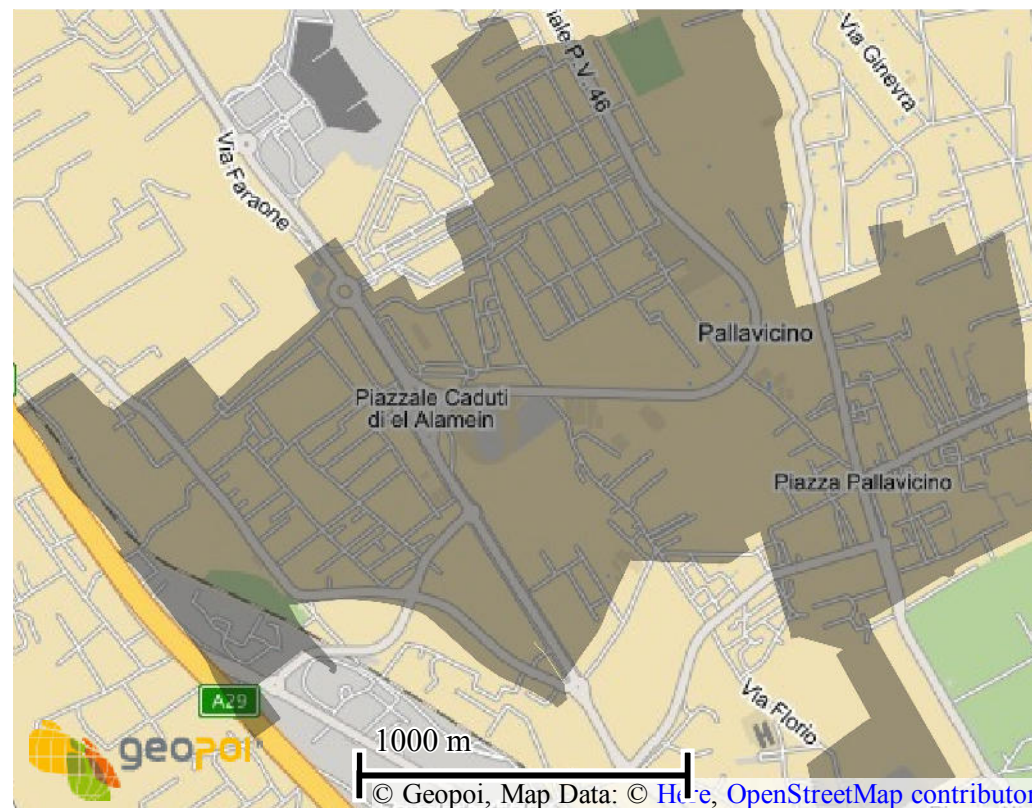 iale P.V. 46
Via Ginevra
Via Faraone
Pallavicino
Piazzale Caduti
di el Alamein
Piazza Pallavicino
A29
Via Florio
geopoi
1000 m
© Geopoi, Map Data: © Here, OpenStreetMap contributor